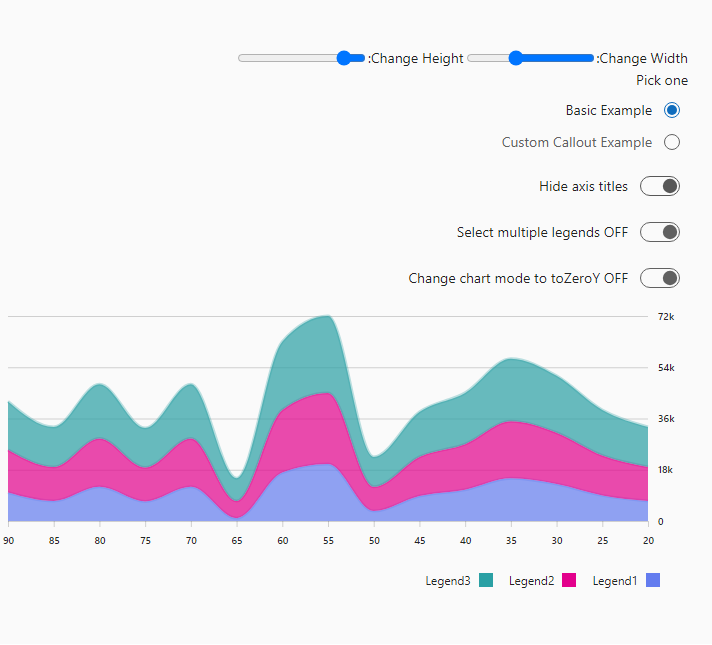 :Change Width :Change Height
Pick one
Basic Example
Custom Callout Example
Hide axis titles
Select multiple legends OFF
Change chart mode to toZeroY OFF
72k
54k
36k
18k
0
90 85 80 75 70 65 60 55 50 45 40 35 30 25 20
Legend3 Legend2 Legend1